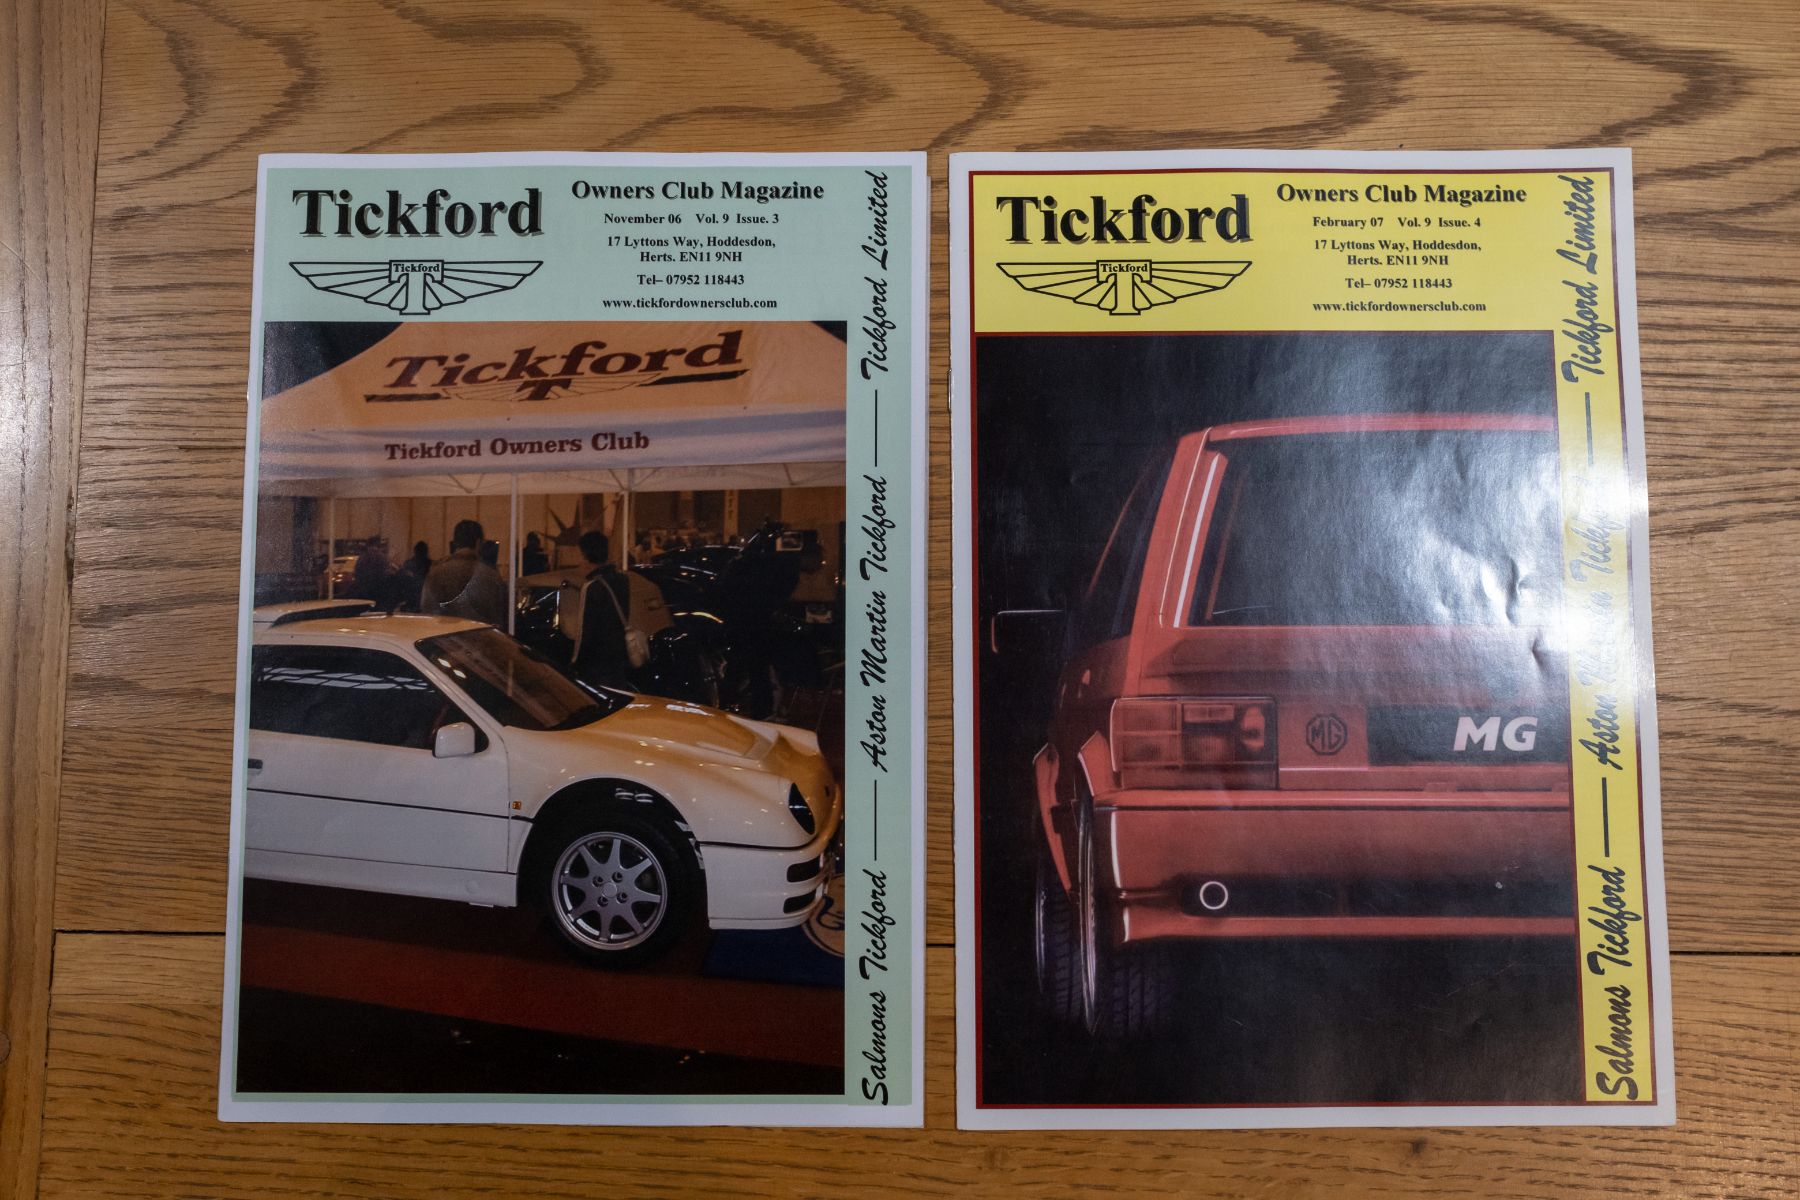 Tickford
Owners Club Magazine
November 06 Vol. 9 Issue. 3
17 Lyttons Way, Hoddesdon,
Herts. EN11 9NH
Tel– 07952 118443
www.tickfordownersclub.com
Tickford
T
Tickford
T
Tickford Owners Club
Salmons Tickford —— Aston Martin Tickford —— Tickford Limited
Tickford
Owners Club Magazine
February 07 Vol. 9 Issue. 4
17 Lyttons Way, Hoddesdon,
Herts. EN11 9NH
Tel– 07952 118443
www.tickfordownersclub.com
Tickford
T
MG
MG
Salmons Tickford —— Aston Martin Tickford —— Tickford Limited